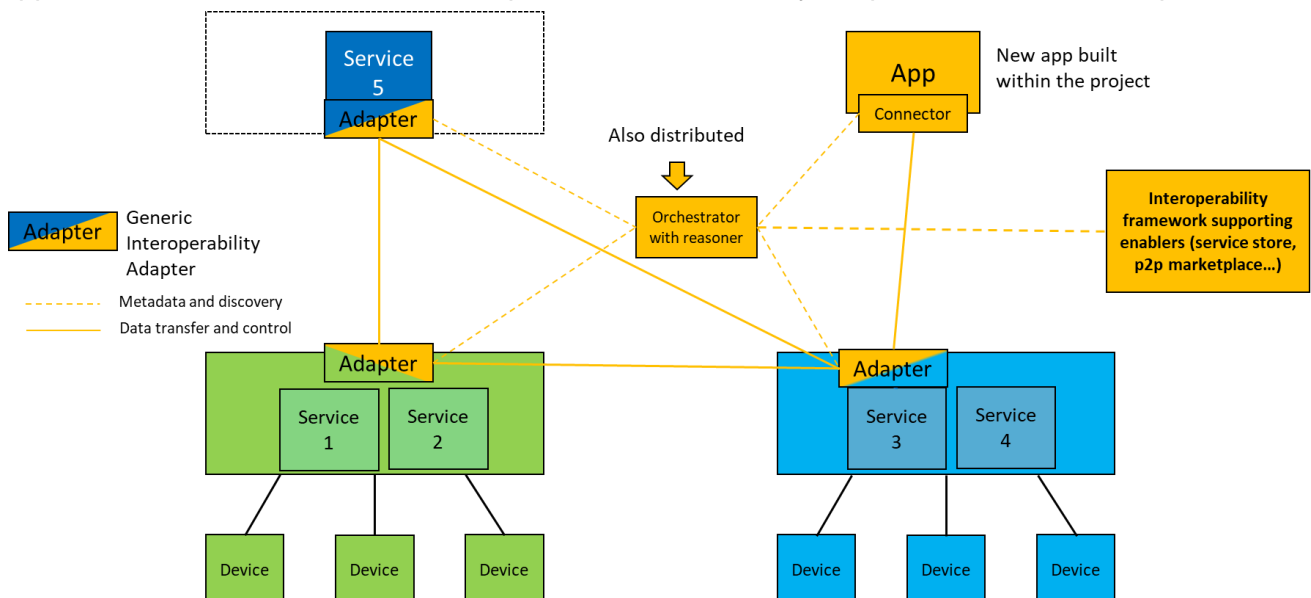 Service
5
Adapter
App
Connector
New app built
within the project
Also distributed
Orchestrator
with reasoner
Interoperability
framework supporting
enablers (service store,
p2p marketplace…)
Adapter
Generic
Interoperability
Adapter
Metadata and discovery
Data transfer and control
Adapter
Service
1
Service
2
Adapter
Service
3
Service
4
Device
Device
Device
Device
Device
Device